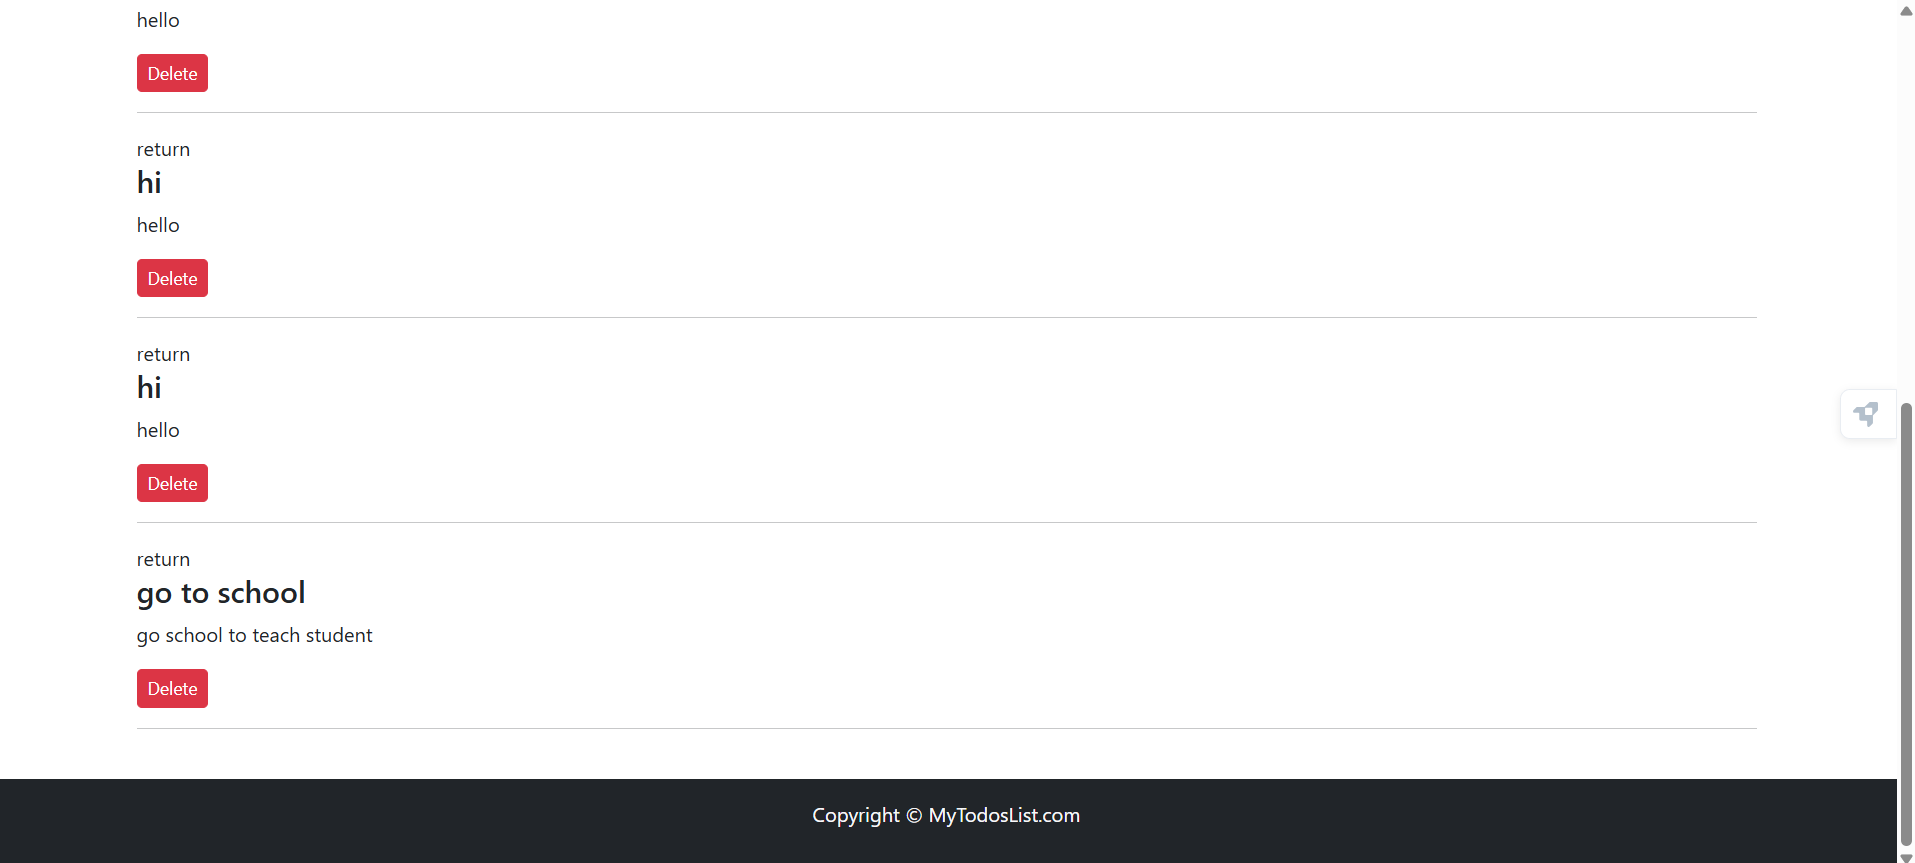 hello
Delete
return
hi
hello
Delete
return
hi
hello
Delete
return
go to school
go school to teach student
Delete
Copyright © MyTodosList.com